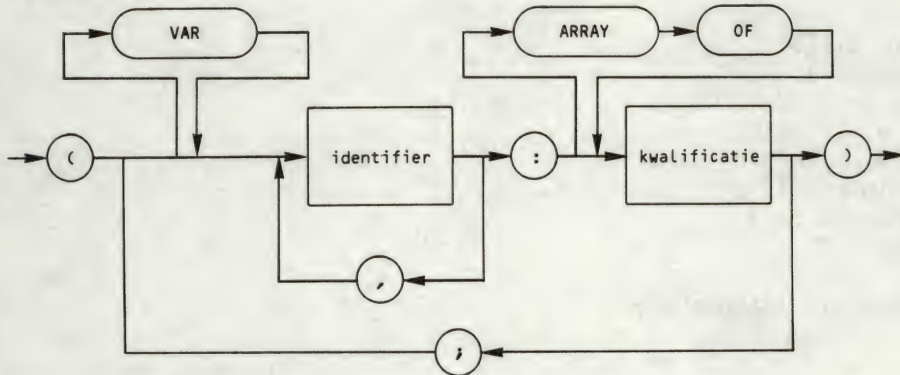 VAR
ARRAY OF
( identifier : kwalificatie )
,
;